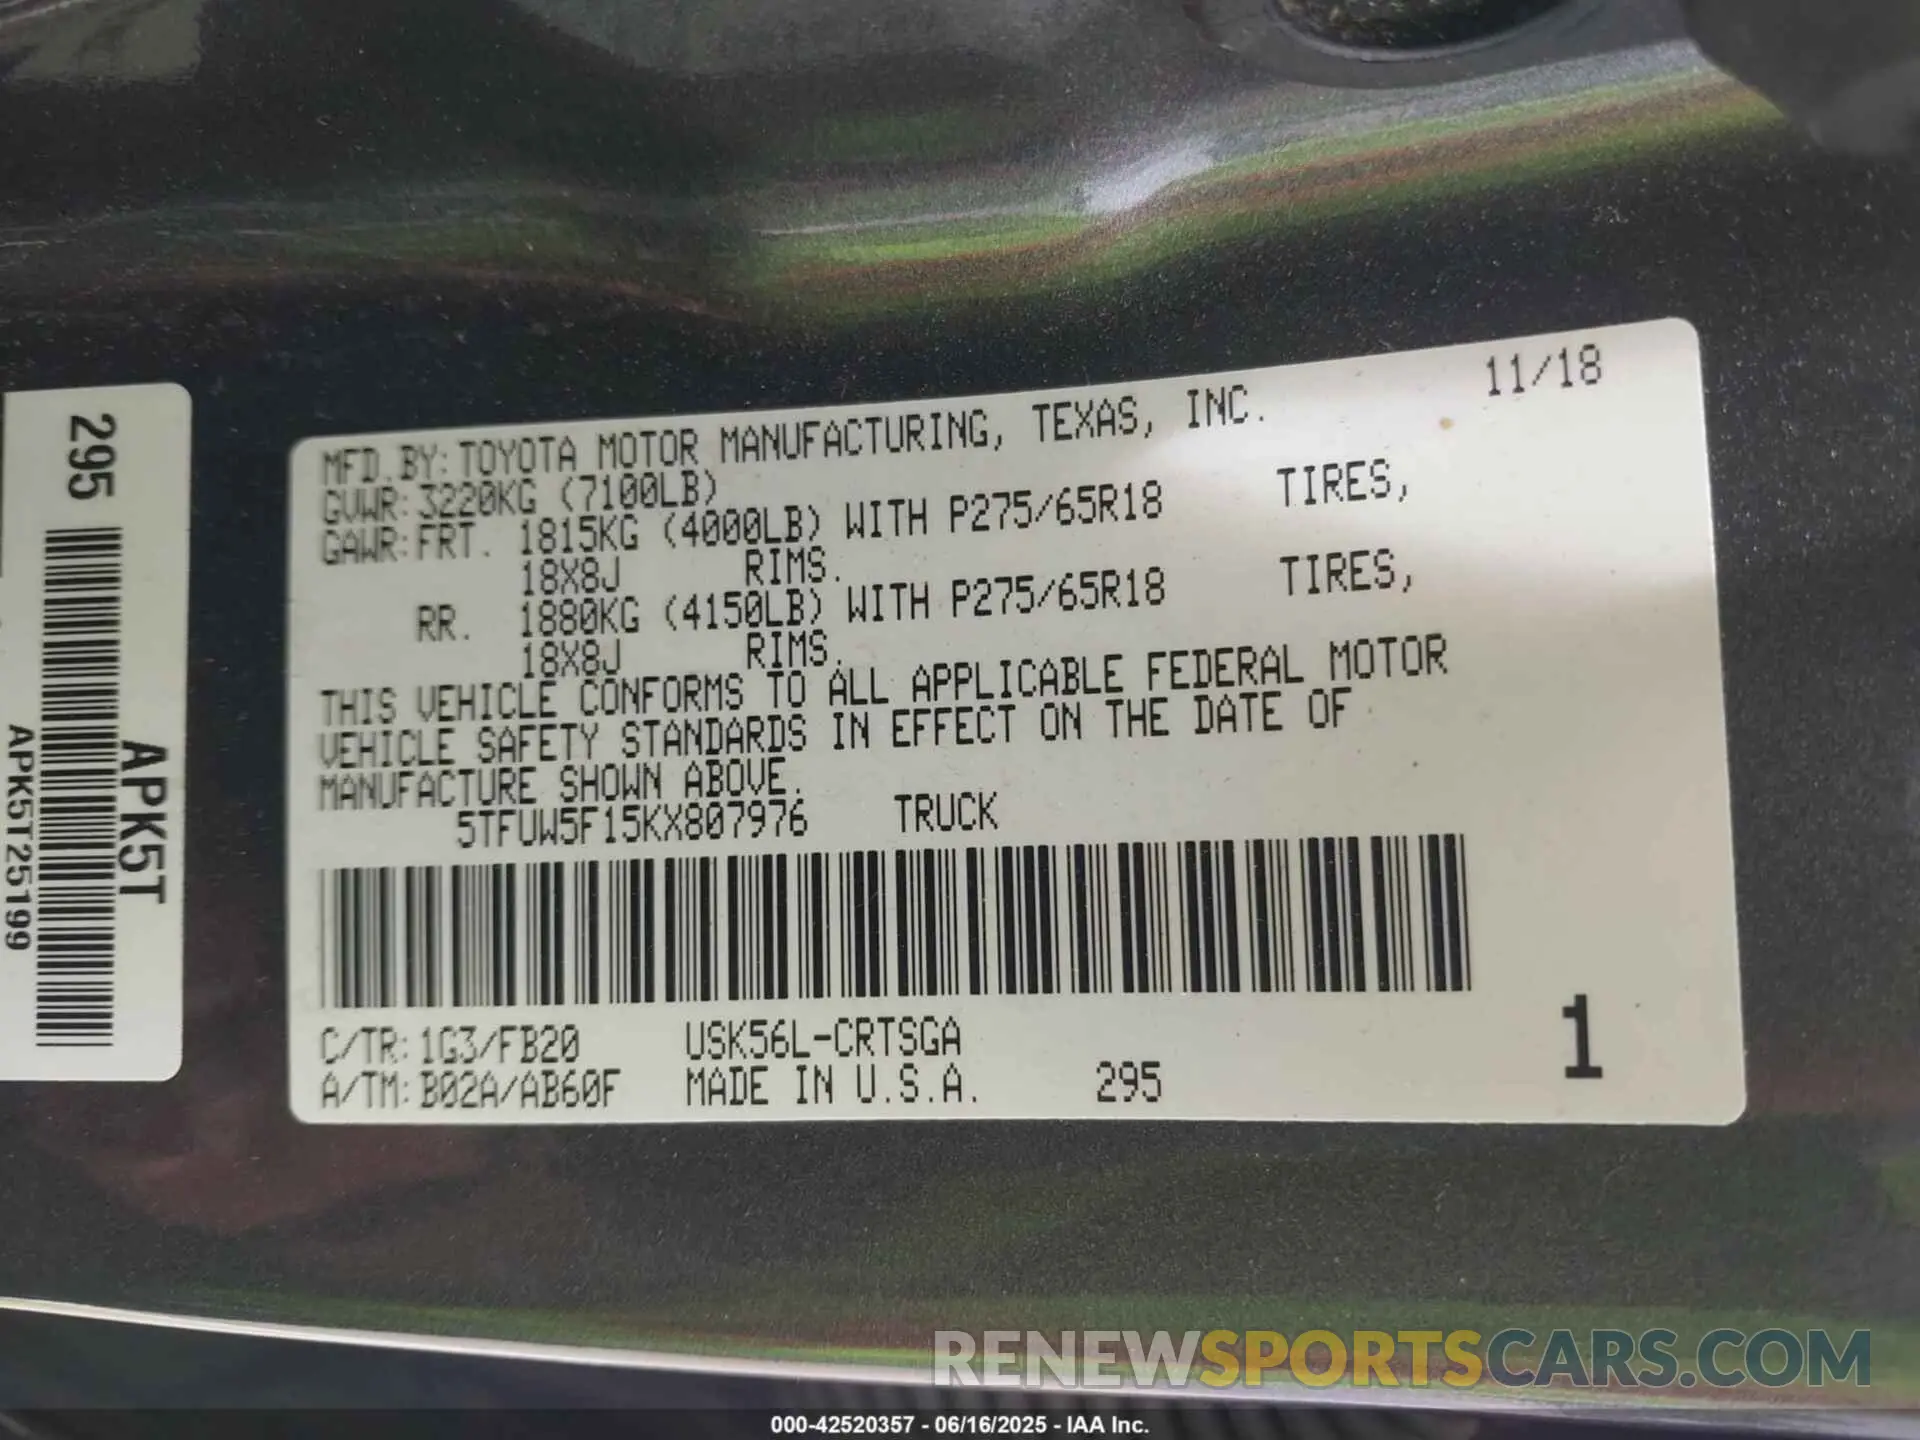 295
APK5T
APK5T25199
11/18
MFD.BY:TOYOTA MOTOR MANUFACTURING, TEXAS, INC.
GVWR:3220KG (7100LB)
GAWR:FRT. 1815KG (4000LB) WITH P275/65R18 TIRES,
18X8J RIMS.
RR. 1880KG (4150LB) WITH P275/65R18 TIRES,
18X8J RIMS.
THIS VEHICLE CONFORMS TO ALL APPLICABLE FEDERAL MOTOR
VEHICLE SAFETY STANDARDS IN EFFECT ON THE DATE OF
MANUFACTURE SHOWN ABOVE.
5TFUW5F15KX807976 TRUCK
C/TR:1G3/FB20 USK56L-CRTSGA
A/TM:B02A/AB60F MADE IN U.S.A. 295
1
RENEWSPORTSCARS.COM
000-42520357 - 06/16/2025 - IAA Inc.